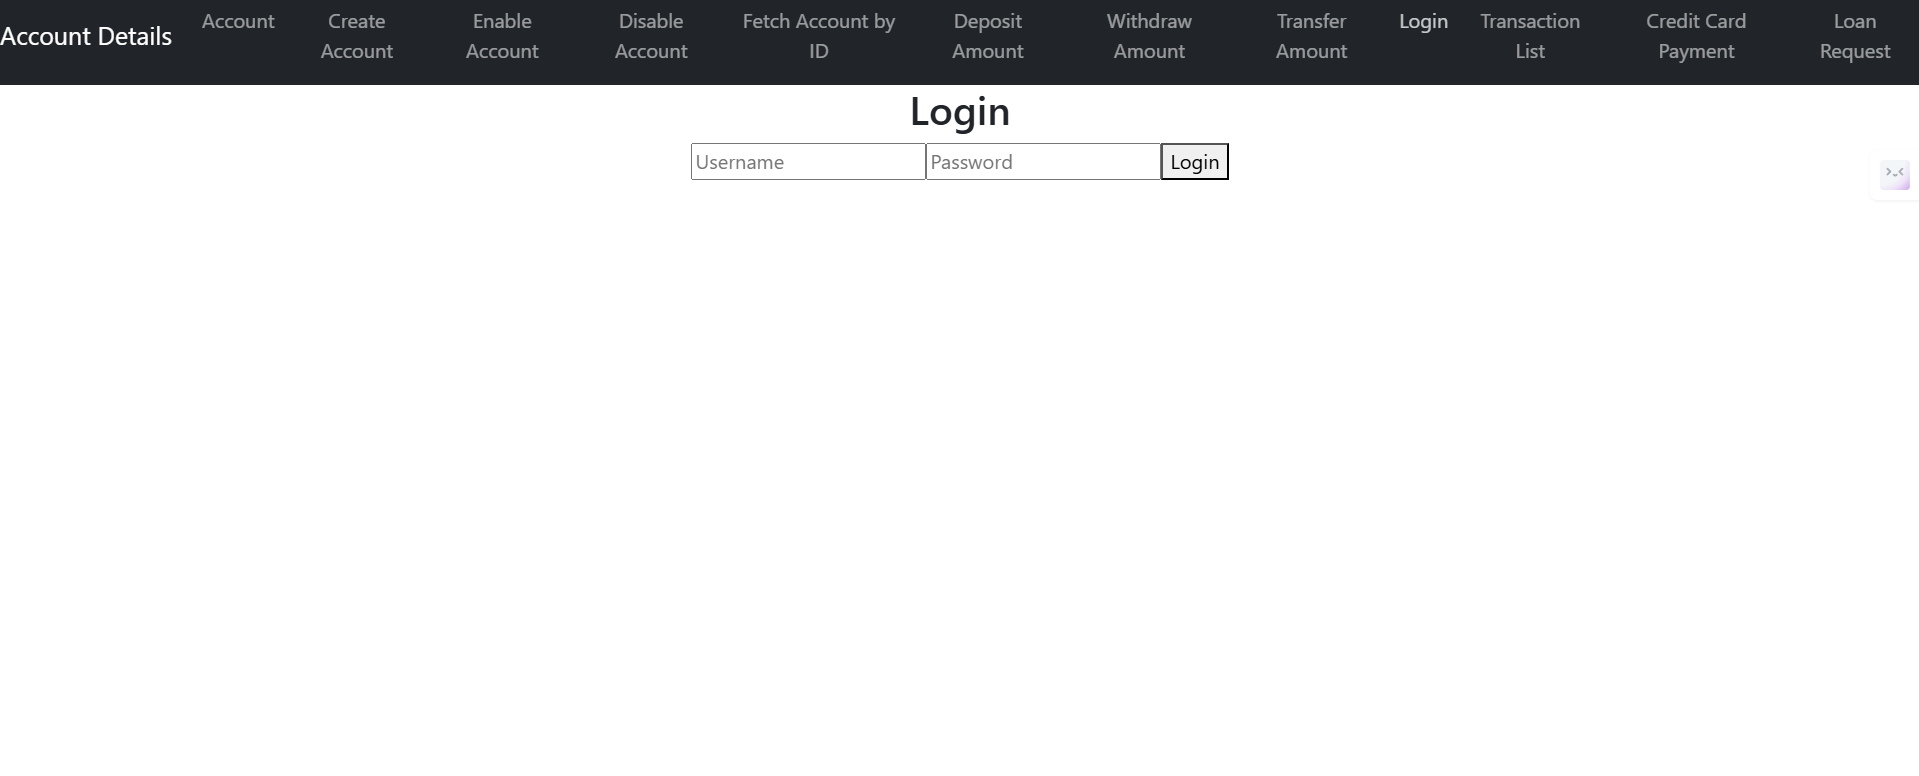 Account Details
Account
Create
Account
Enable
Account
Disable
Account
Fetch Account by
ID
Deposit
Amount
Withdraw
Amount
Transfer
Amount
Login
Transaction
List
Credit Card
Payment
Loan
Request
Login
Username
Password
Login